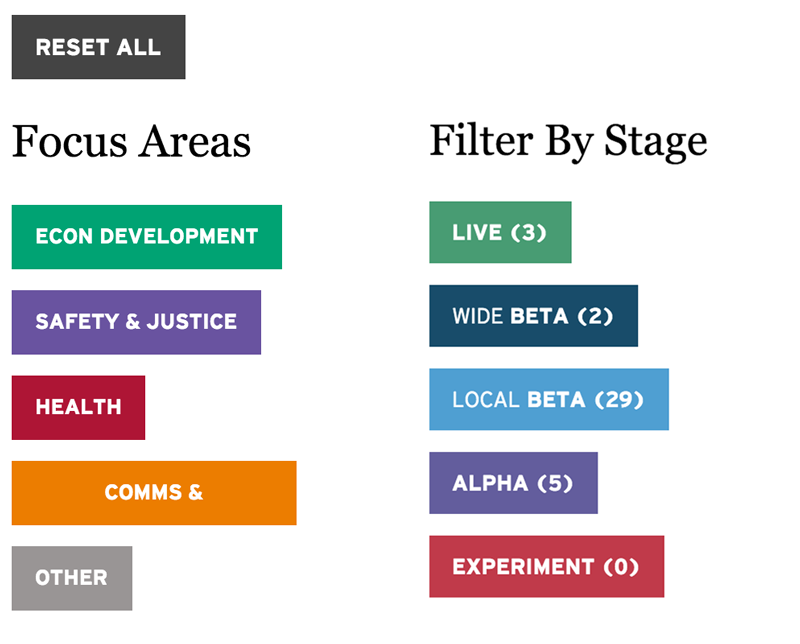 RESET ALL
Focus Areas
ECON DEVELOPMENT
SAFETY & JUSTICE
HEALTH
COMMS &
OTHER
Filter By Stage
LIVE (3)
WIDE BETA (2)
LOCAL BETA (29)
ALPHA (5)
EXPERIMENT (0)